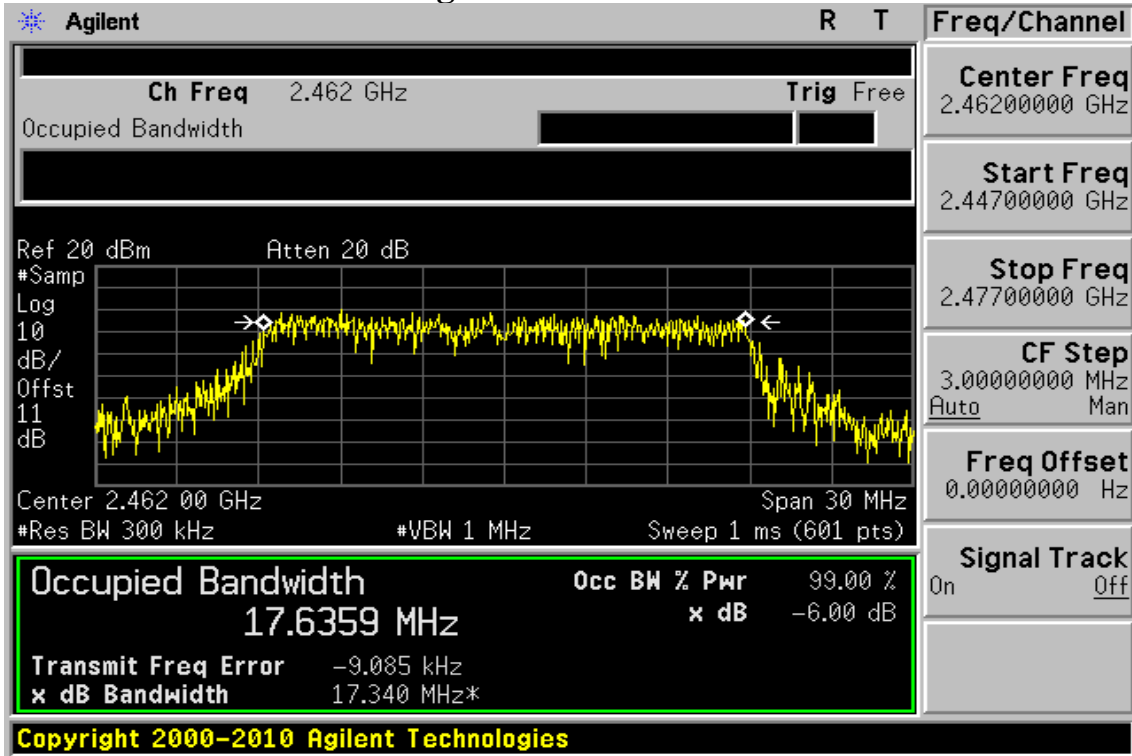 Agilent R T Freq/Channel
Ch Freq 2.462 GHz Trig Free
Occupied Bandwidth
Center Freq
2.46200000 GHz
Start Freq
2.44700000 GHz
Stop Freq
2.47700000 GHz
CF Step
3.00000000 MHz
Auto Man
Freq Offset
0.00000000 Hz
Signal Track
On Off
Ref 20 dBm Atten 20 dB
#Samp
Log
10
dB/
Offst
11
dB
Center 2.462 00 GHz Span 30 MHz
#Res BW 300 kHz #VBW 1 MHz Sweep 1 ms (601 pts)
Occupied Bandwidth Occ BW % Pwr 99.00 %
17.6359 MHz x dB -6.00 dB
Transmit Freq Error -9.085 kHz
x dB Bandwidth 17.340 MHz*
Copyright 2000-2010 Agilent Technologies